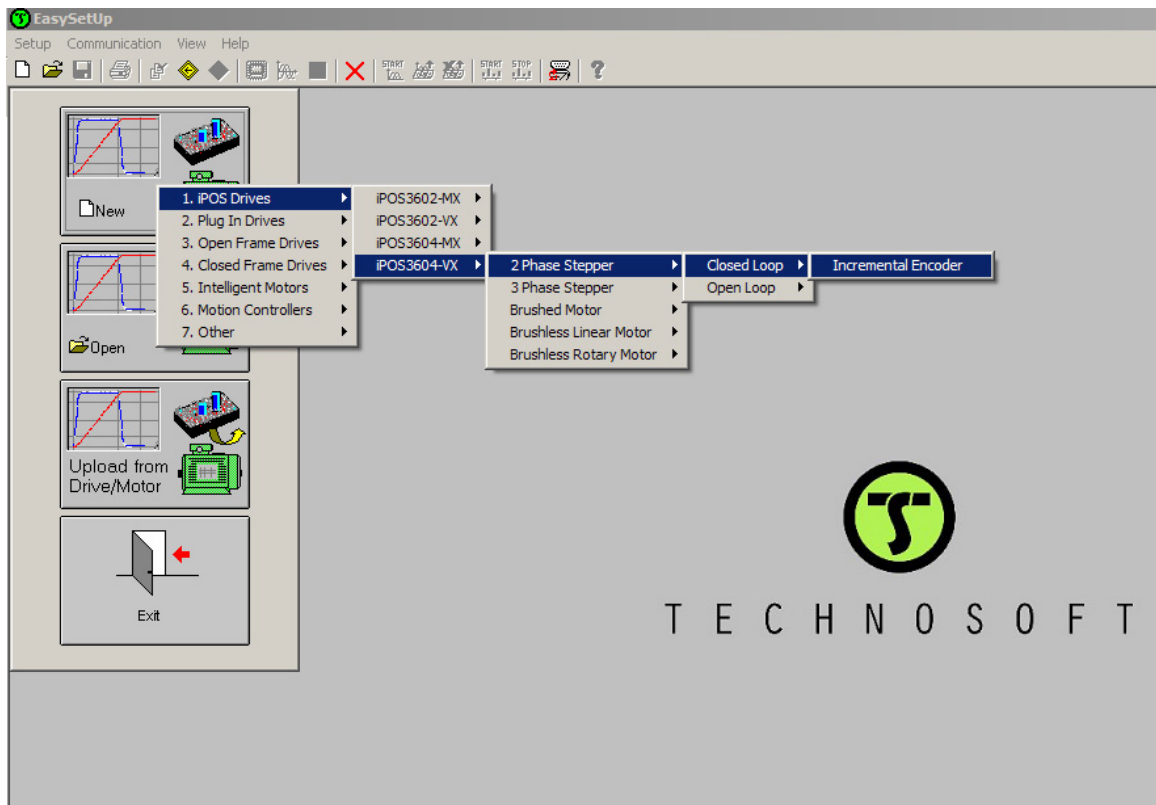 EasySetUp
Setup Communication View Help
START START STOP
New
1. iPOS Drives
2. Plug In Drives
3. Open Frame Drives
4. Closed Frame Drives
5. Intelligent Motors
6. Motion Controllers
7. Other
iPOS3602-MX
iPOS3602-VX
iPOS3604-MX
iPOS3604-VX
2 Phase Stepper
3 Phase Stepper
Brushed Motor
Brushless Linear Motor
Brushless Rotary Motor
Closed Loop
Open Loop
Incremental Encoder
Open
Upload from
Drive/Motor
Exit
TECHNOSOFT